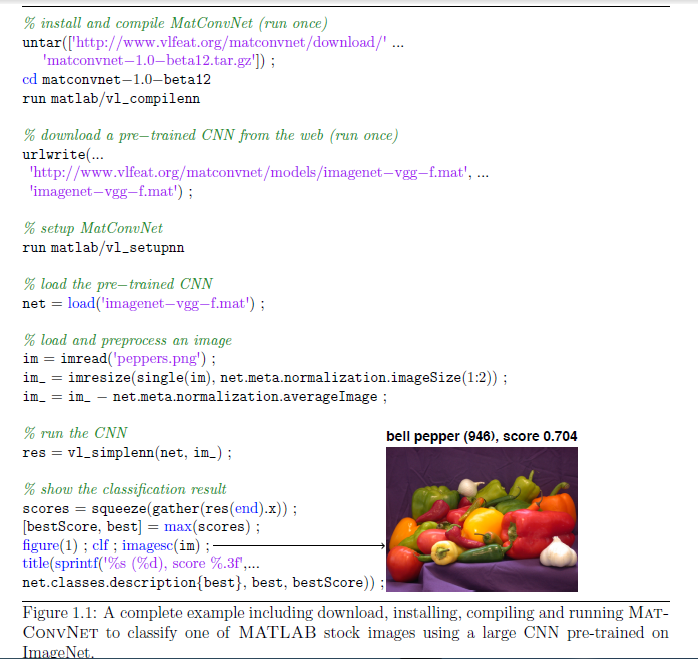 % install and compile MatConvNet (run once)
untar(['http://www.vlfeat.org/matconvnet/download/' ...
'matconvnet−1.0−beta12.tar.gz']) ;
cd matconvnet−1.0−beta12
run matlab/vl_compilenn
% download a pre−trained CNN from the web (run once)
urlwrite(...
'http://www.vlfeat.org/matconvnet/models/imagenet−vgg−f.mat', ...
'imagenet−vgg−f.mat') ;
% setup MatConvNet
run matlab/vl_setupnn
% load the pre−trained CNN
net = load('imagenet−vgg−f.mat') ;
% load and preprocess an image
im = imread('peppers.png') ;
im_ = imresize(single(im), net.meta.normalization.imageSize(1:2)) ;
im_ = im_ − net.meta.normalization.averageImage ;
% run the CNN
res = vl_simplenn(net, im_) ;
% show the classification result
scores = squeeze(gather(res(end).x)) ;
[bestScore, best] = max(scores) ;
figure(1) ; clf ; imagesc(im) ;
title(sprintf('%s (%d), score %.3f',...
net.classes.description{best}, best, bestScore)) ;
bell pepper (946), score 0.704
Figure 1.1: A complete example including download, installing, compiling and running MAT-
CONVNET to classify one of MATLAB stock images using a large CNN pre-trained on
ImageNet.